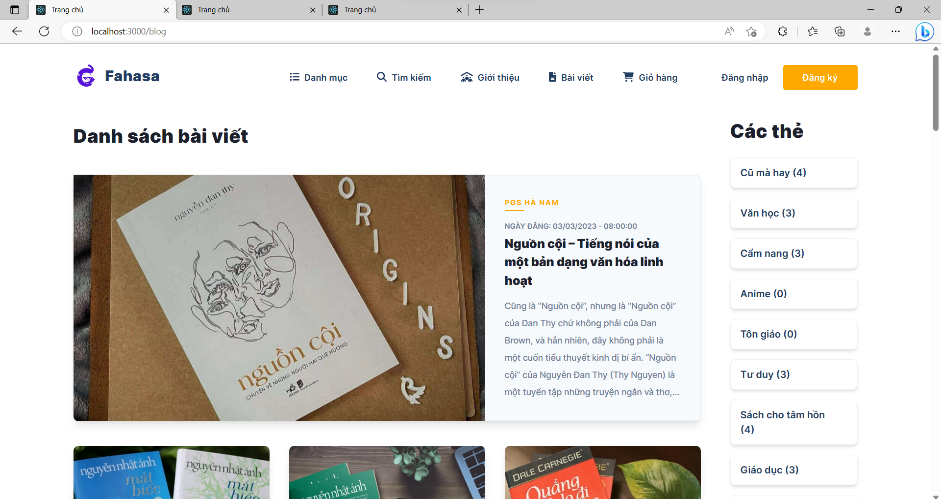 Trang chủ
Trang chủ
Trang chủ
localhost:3000/blog
Fahasa
Danh mục
Tìm kiếm
Giới thiệu
Bài viết
Giỏ hàng
Đăng nhập
Đăng ký
Danh sách bài viết
nguyễn đan thy
ORIGINS
nguồn cội
CHUYỆN VỀ NHỮNG NGƯỜI HAI QUÊ HƯƠNG
PGS HÀ NAM
NGÀY ĐĂNG: 03/03/2023 - 08:00:00
Nguồn cội – Tiếng nói của
một bản dạng văn hóa linh
hoạt
Cũng là “Nguồn cội”, nhưng là “Nguồn cội”
của Đan Thy chứ không phải của Dan
Brown, và hẳn nhiên, đây không phải là
một cuốn tiểu thuyết kinh dị bí ẩn. “Nguồn
cội” của Nguyễn Đan Thy (Thy Nguyen) là
một tuyển tập những truyện ngắn và thơ,...
Các thẻ
Cũ mà hay (4)
Văn học (3)
Cẩm nang (3)
Anime (0)
Tôn giáo (0)
Tư duy (3)
Sách cho tâm hồn
(4)
Giáo dục (3)
nguyễn nhật ánh
mắt
biếc
nguyễn nhật ánh
mắt
biếc
nguyễn nhật ánh
DALE CARNEGIE
Quẳng
lo đi